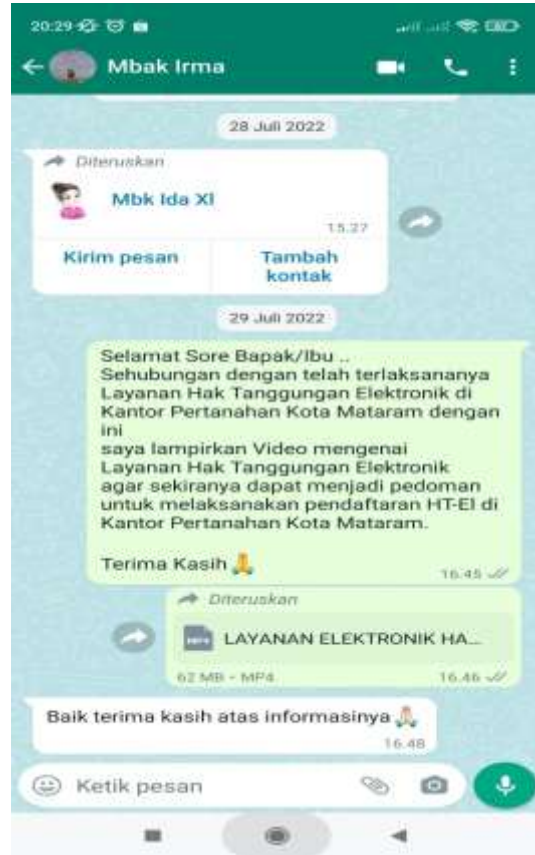 20:29
Mbak Irma
28 Juli 2022
Diteruskan
Mbk Ida XI
15.27
Kirim pesan
Tambah
kontak
29 Juli 2022
Selamat Sore Bapak/Ibu ..
Sehubungan dengan telah terlaksananya
Layanan Hak Tanggungan Elektronik di
Kantor Pertanahan Kota Mataram dengan
ini
saya lampirkan Video mengenai
Layanan Hak Tanggungan Elektronik
agar sekiranya dapat menjadi pedoman
untuk melaksanakan pendaftaran HT-El di
Kantor Pertanahan Kota Mataram.
Terima Kasih 🙏
16.45
Diteruskan
LAYANAN ELEKTRONIK HA...
62 MB - MP4
16.46
Baik terima kasih atas informasinya 🙏
16.48
Ketik pesan